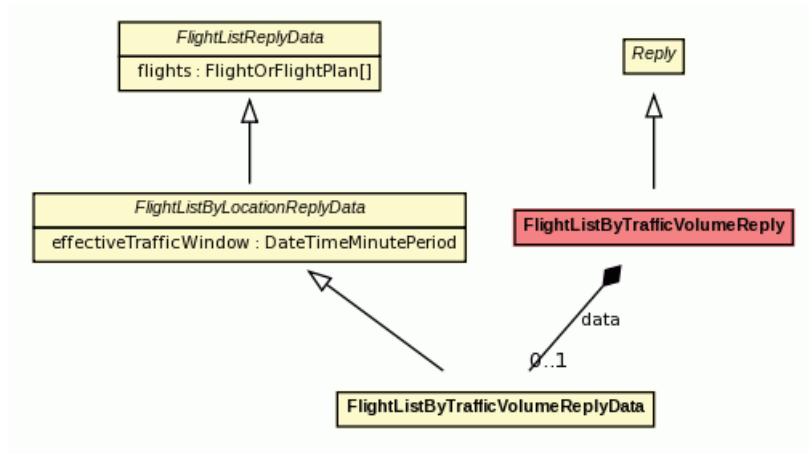 FlightListReplyData
flights : FlightOrFlightPlan[]
Reply
FlightListByLocationReplyData
effectiveTrafficWindow : DateTimeMinutePeriod
FlightListByTrafficVolumeReply
data
0..1
FlightListByTrafficVolumeReplyData